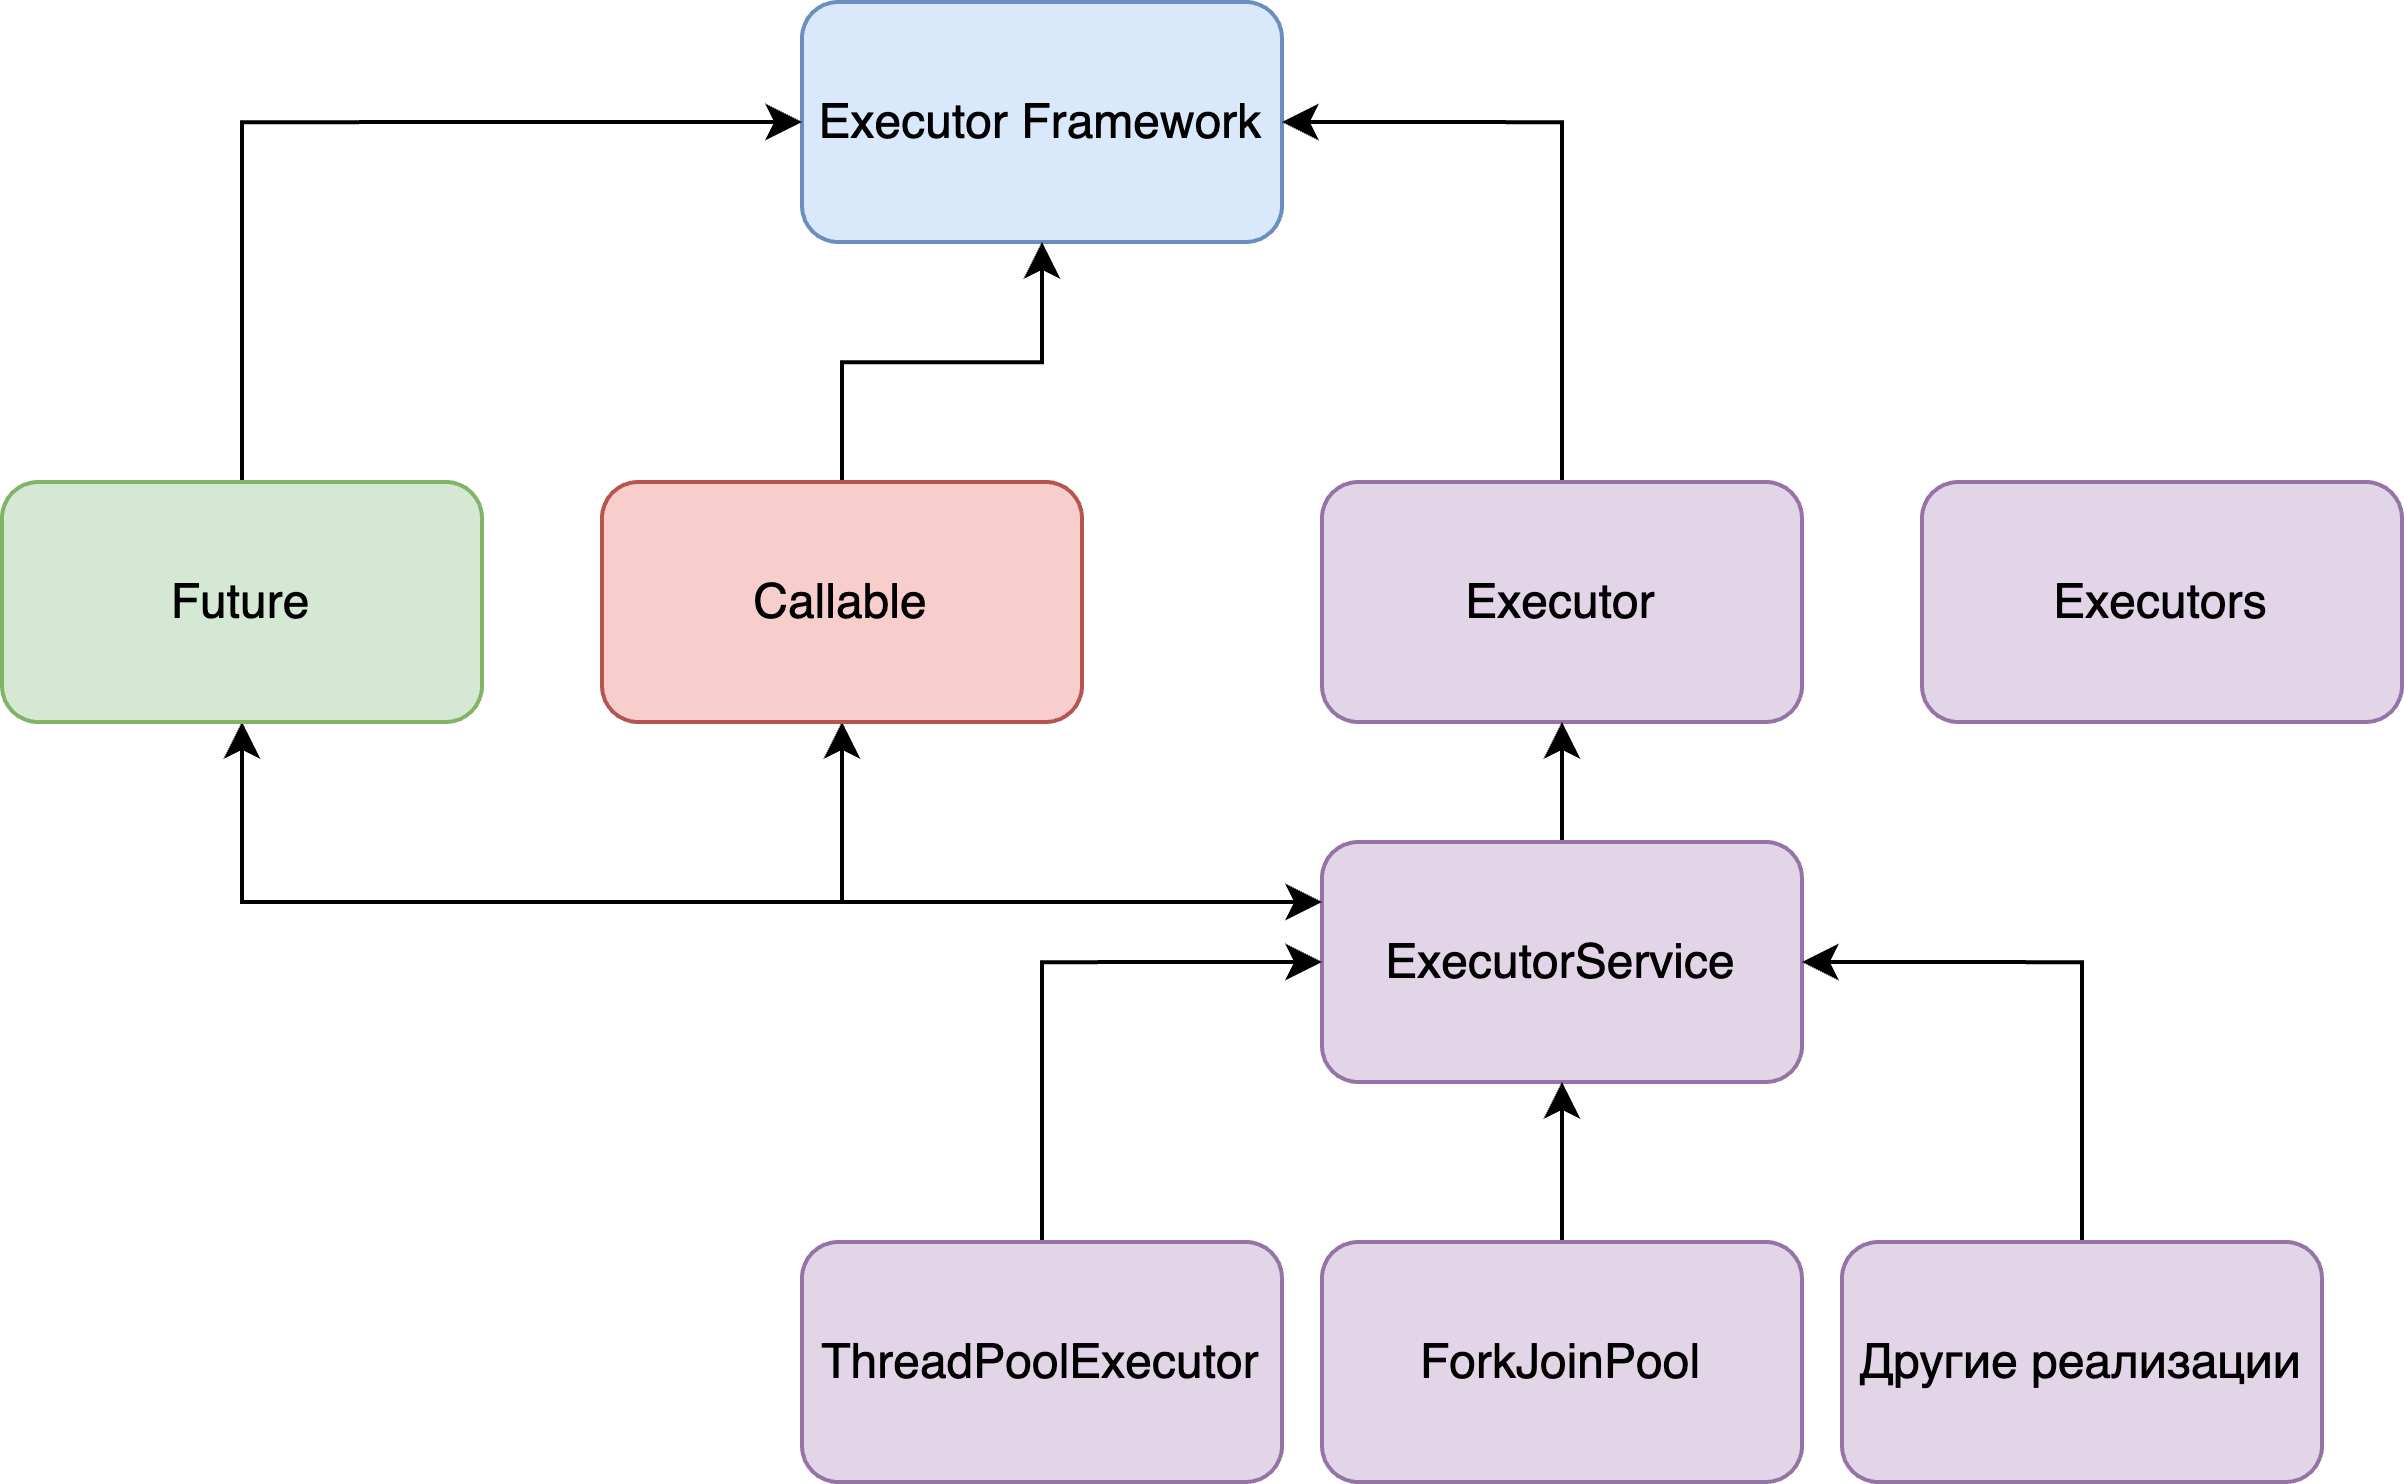 Executor Framework
Future
Callable
Executor
Executors
ExecutorService
ThreadPoolExecutor
ForkJoinPool
Другие реализации